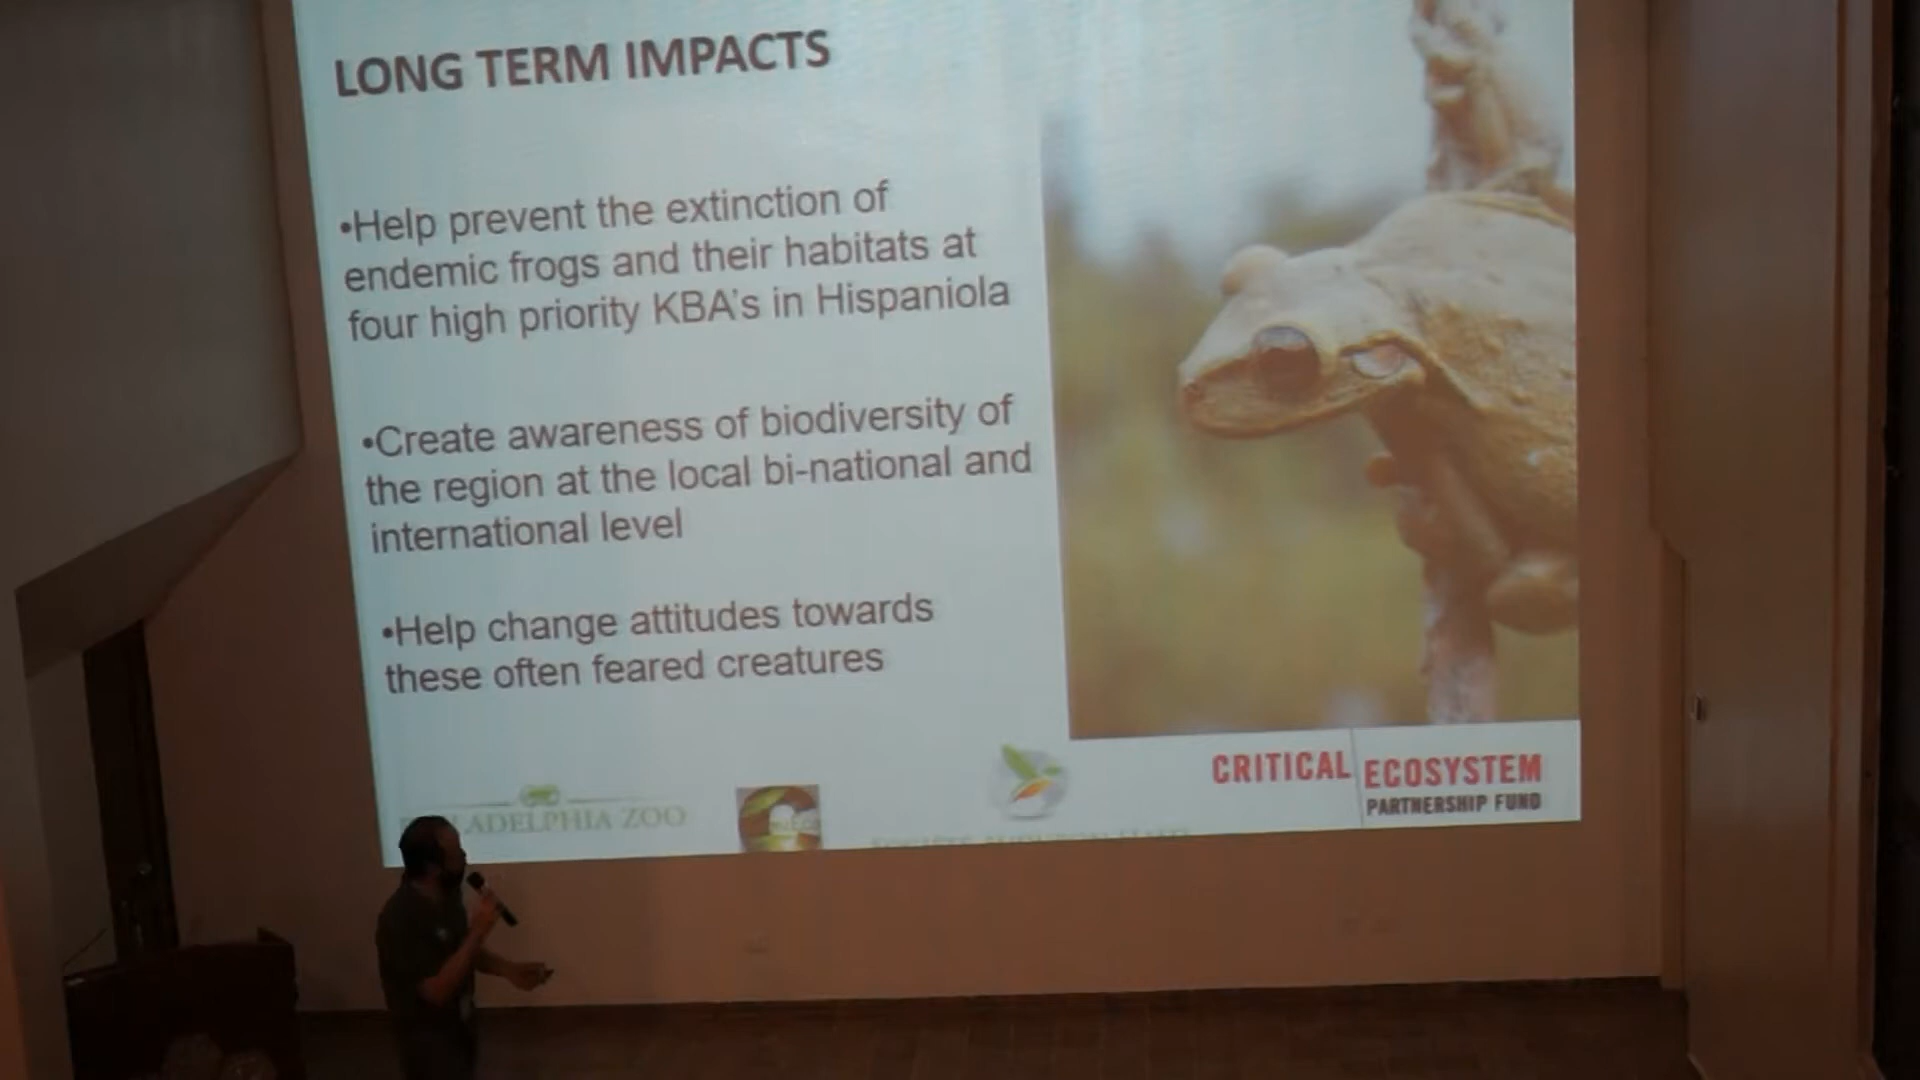 LONG TERM IMPACTS
•Help prevent the extinction of
endemic frogs and their habitats at
four high priority KBA's in Hispaniola
•Create awareness of biodiversity of
the region at the local bi-national and
international level
•Help change attitudes towards
these often feared creatures
ZOO
CRITICAL ECOSYSTEM
PARTNERSHIP FUND